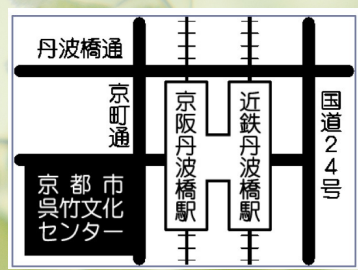 丹波橋通
京町通
京阪丹波橋駅
近鉄丹波橋駅
国道24号
京都市
呉竹文化
センター